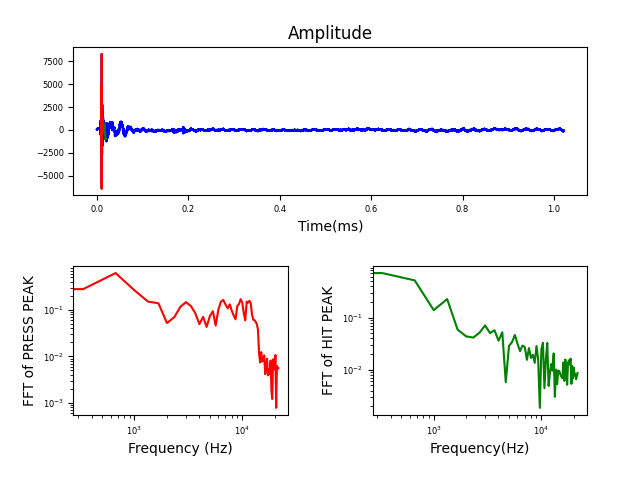 Amplitude
7500
5000
2500
0
−2500
−5000
0.0 0.2 0.4 0.6 0.8 1.0
Time(ms)
FFT of PRESS PEAK
10⁻¹
10⁻²
10⁻³
10³ 10⁴
Frequency (Hz)
FFT of HIT PEAK
10⁻¹
10⁻²
10³ 10⁴
Frequency(Hz)